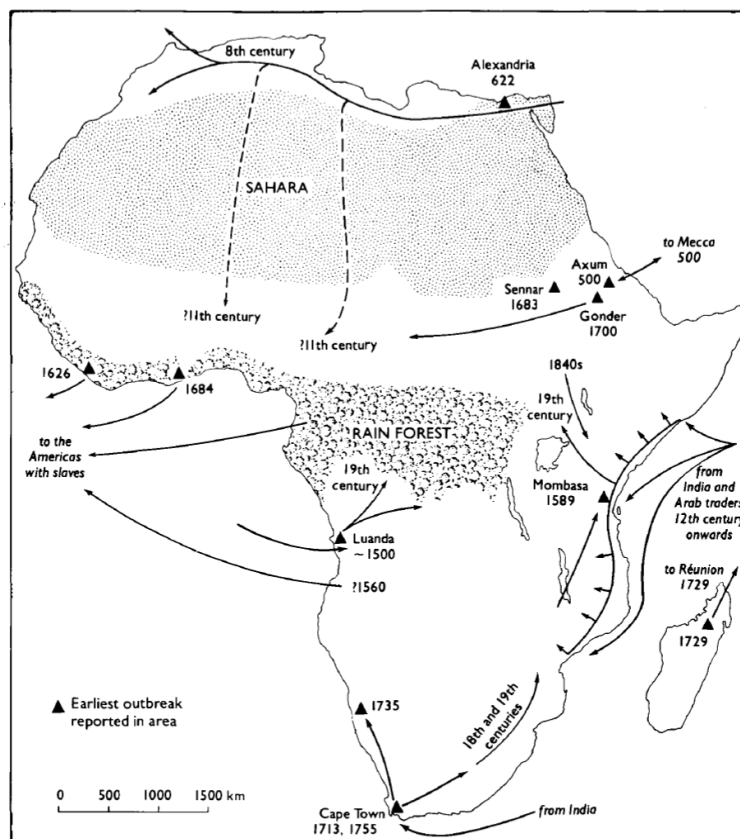 8th century
Alexandria
622
SAHARA
to Mecca
500
Axum
500
Sennar
1683
Gonder
1700
?11th century
?11th century
1626
1684
1840s
19th
century
RAIN FOREST
to the
Americas
with slaves
19th
century
Mombasa
1589
from
India and
Arab traders
12th century
onwards
Luanda
~ 1500
?1560
to Réunion
1729
1729
▲ Earliest outbreak
reported in area
1735
18th and 19th
centuries
0 500 1000 1500 km
Cape Town
1713, 1755
from India